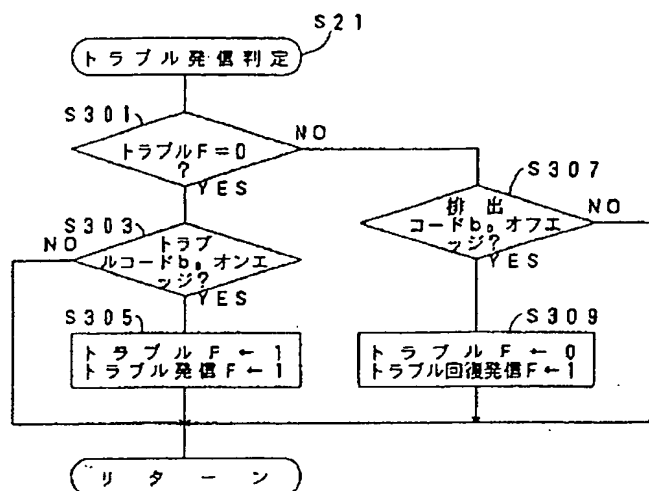 S21
トラブル発信判定
S301
トラブルF=0
?
NO
YES
S303
トラブ
ルコードb₀オンエ
ッジ?
NO
YES
S305
トラブルF←1
トラブル発信F←1
S307
排出
コードb₀オフエ
ッジ?
NO
YES
S309
トラブルF←0
トラブル回復発信F←1
リターン